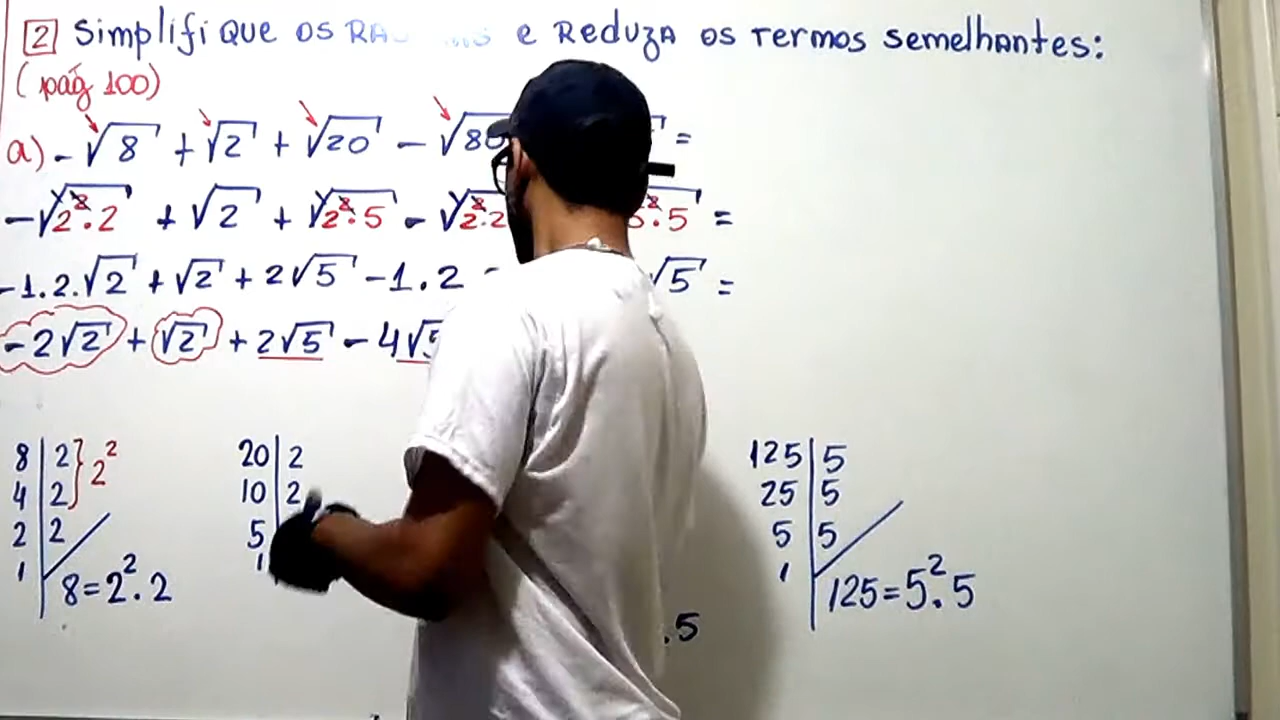 2 Simplifique os e Reduza os termos semelhantes:
(pág 100)
a) -√8 + √2 + √20 - √80 =
-√2².2 + √2 + √2².5 - √2².2 5².5 =
-1.2.√2 + √2 + 2√5 - 1.2 √5 =
-2√2 + √2 + 2√5 - 4√5
8 | 2 } 2²
4 | 2
2 | 2
1
8=2².2
20 | 2
10 | 2
5
1
.5
125 | 5
25 | 5
5 | 5
1
125=5².5